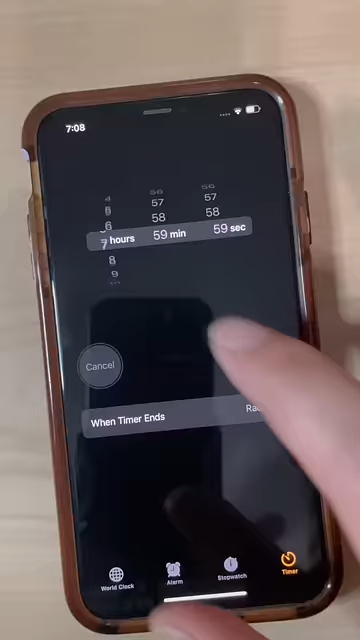 7:08
4
5
6
7 hours
8
9
56
57
58
59 min
56
57
58
59 sec
Cancel
When Timer Ends
World Clock
Alarm
Stopwatch
Timer